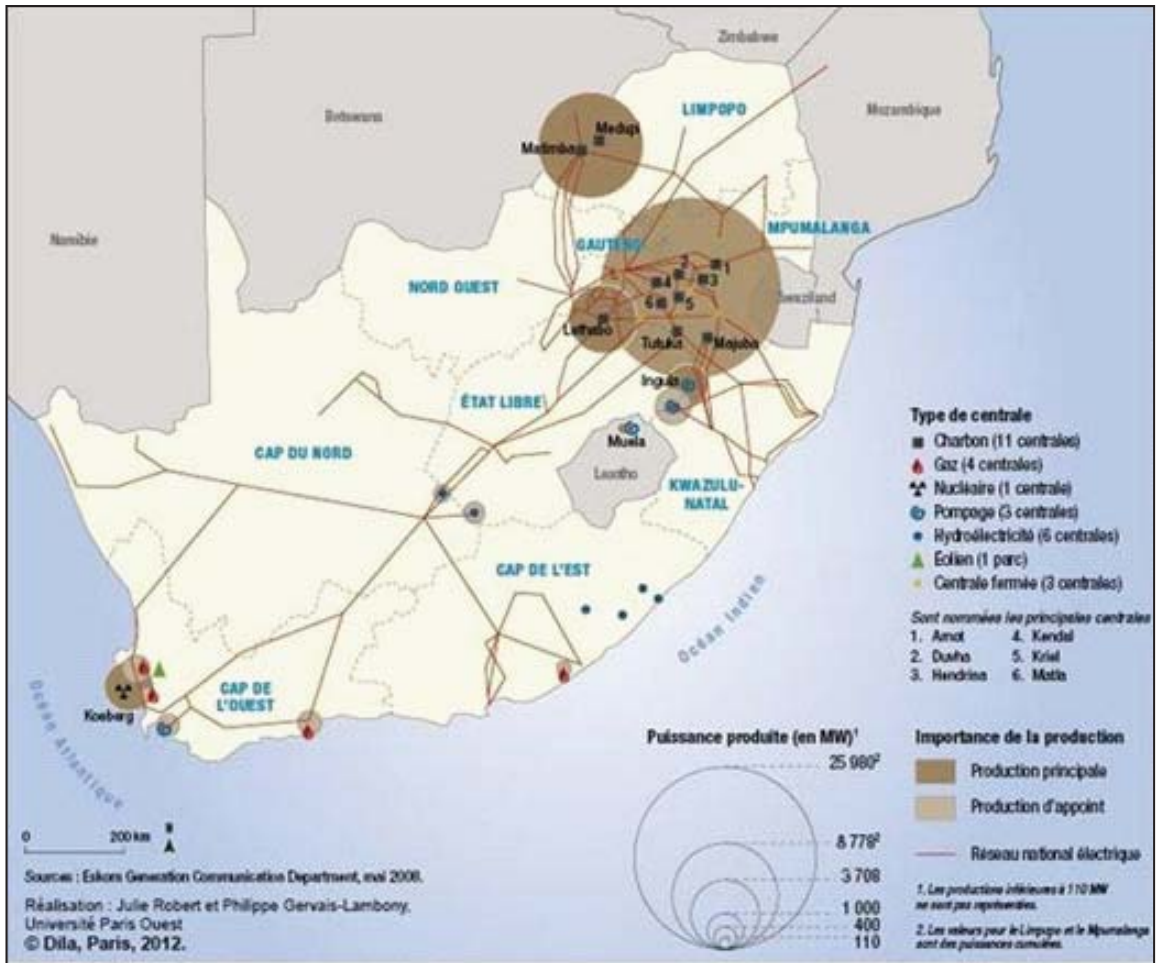 Zimbabwe
LIMPOPO
Mozambique
Botswana
Medupi
Matimba
Namibie
MPUMALANGA
GAUTENG
2
1
4
3
NORD OUEST
6
5
Swaziland
Lethabo
Tutuka
Majuba
Ingula
ÉTAT LIBRE
Muela
CAP DU NORD
Lesotho
KWAZULU-
NATAL
CAP DE L'EST
Océan Indien
CAP DE
L'OUEST
Koeberg
Océan Atlantique
Type de centrale
Charbon (11 centrales)
Gaz (4 centrales)
Nucléaire (1 centrale)
Pompage (3 centrales)
Hydroélectricité (6 centrales)
Éolien (1 parc)
Centrale fermée (3 centrales)
Sont nommées les principales centrales
1. Arnot 4. Kendal
2. Duvha 5. Kriel
3. Hendrina 6. Matla
Puissance produite (en MW)¹
25 980²
8 778²
3 708
1 000
400
110
Importance de la production
Production principale
Production d'appoint
Réseau national électrique
1. Les productions inférieures à 110 MW
ne sont pas représentées.
2. Les valeurs pour le Limpopo et le Mpumalanga
sont des puissances cumulées.
0 200 km
N
Sources : Eskom Generation Communication Department, mai 2008.
Réalisation : Julie Robert et Philippe Gervais-Lambony,
Université Paris Ouest
© Dila, Paris, 2012.